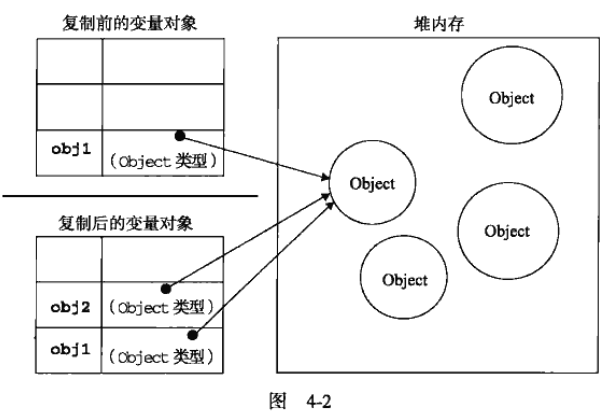 复制前的变量对象
堆内存
obj1
(Object 类型)
Object
Object
Object
Object
复制后的变量对象
obj2
(Object 类型)
obj1
(Object 类型)
图 4-2